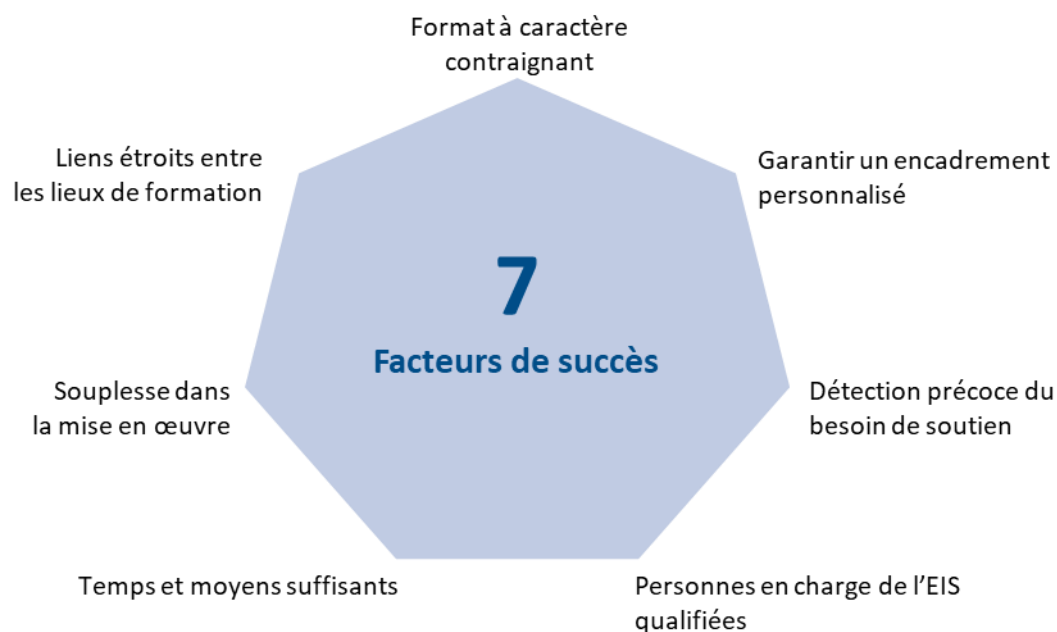 Format à caractère
contraignant
Liens étroits entre
les lieux de formation
Garantir un encadrement
personnalisé
7
Facteurs de succès
Souplesse dans
la mise en œuvre
Détection précoce du
besoin de soutien
Temps et moyens suffisants
Personnes en charge de l’EIS
qualifiées